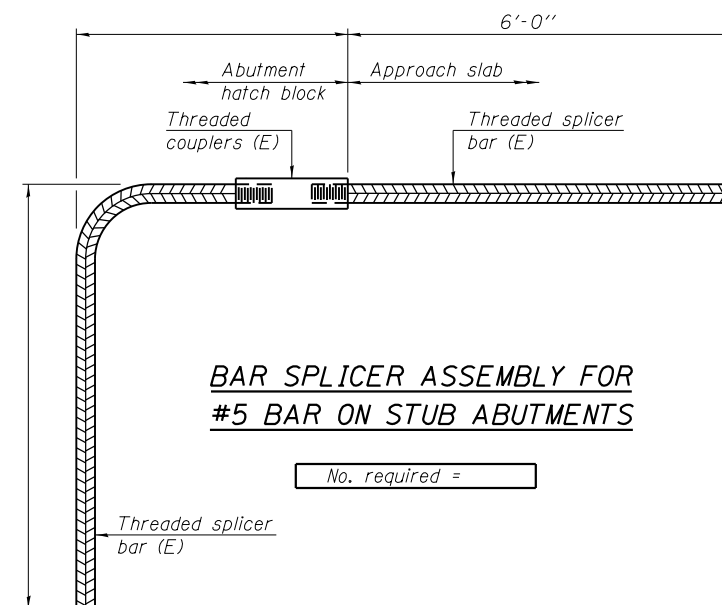 6'-0''
Abutment
hatch block
Approach slab
Threaded
couplers (E)
Threaded splicer
bar (E)
BAR SPLICER ASSEMBLY FOR
#5 BAR ON STUB ABUTMENTS
No. required =
Threaded splicer
bar (E)